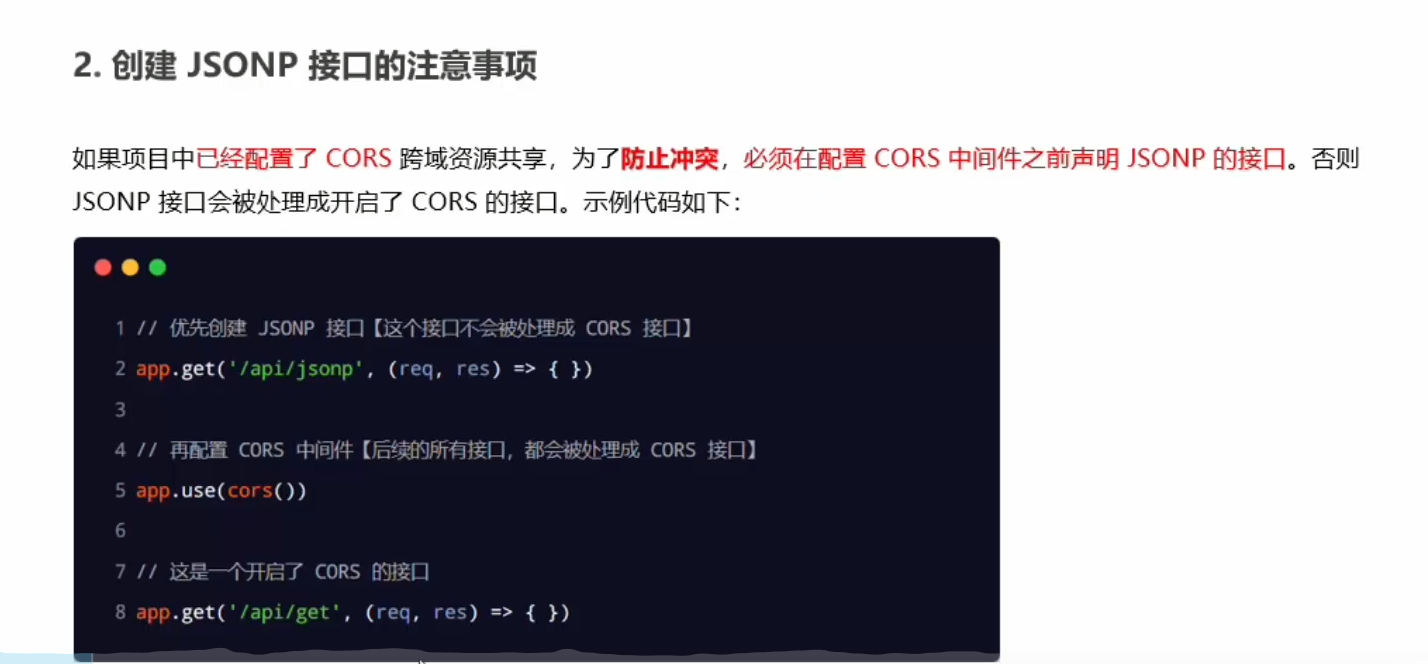 2. 创建 JSONP 接口的注意事项
如果项目中已经配置了 CORS 跨域资源共享，为了防止冲突，必须在配置 CORS 中间件之前声明 JSONP 的接口。否则
JSONP 接口会被处理成开启了 CORS 的接口。示例代码如下：
1 // 优先创建 JSONP 接口【这个接口不会被处理成 CORS 接口】
2 app.get('/api/jsonp', (req, res) => { })
3
4 // 再配置 CORS 中间件【后续的所有接口，都会被处理成 CORS 接口】
5 app.use(cors())
6
7 // 这是一个开启了 CORS 的接口
8 app.get('/api/get', (req, res) => { })